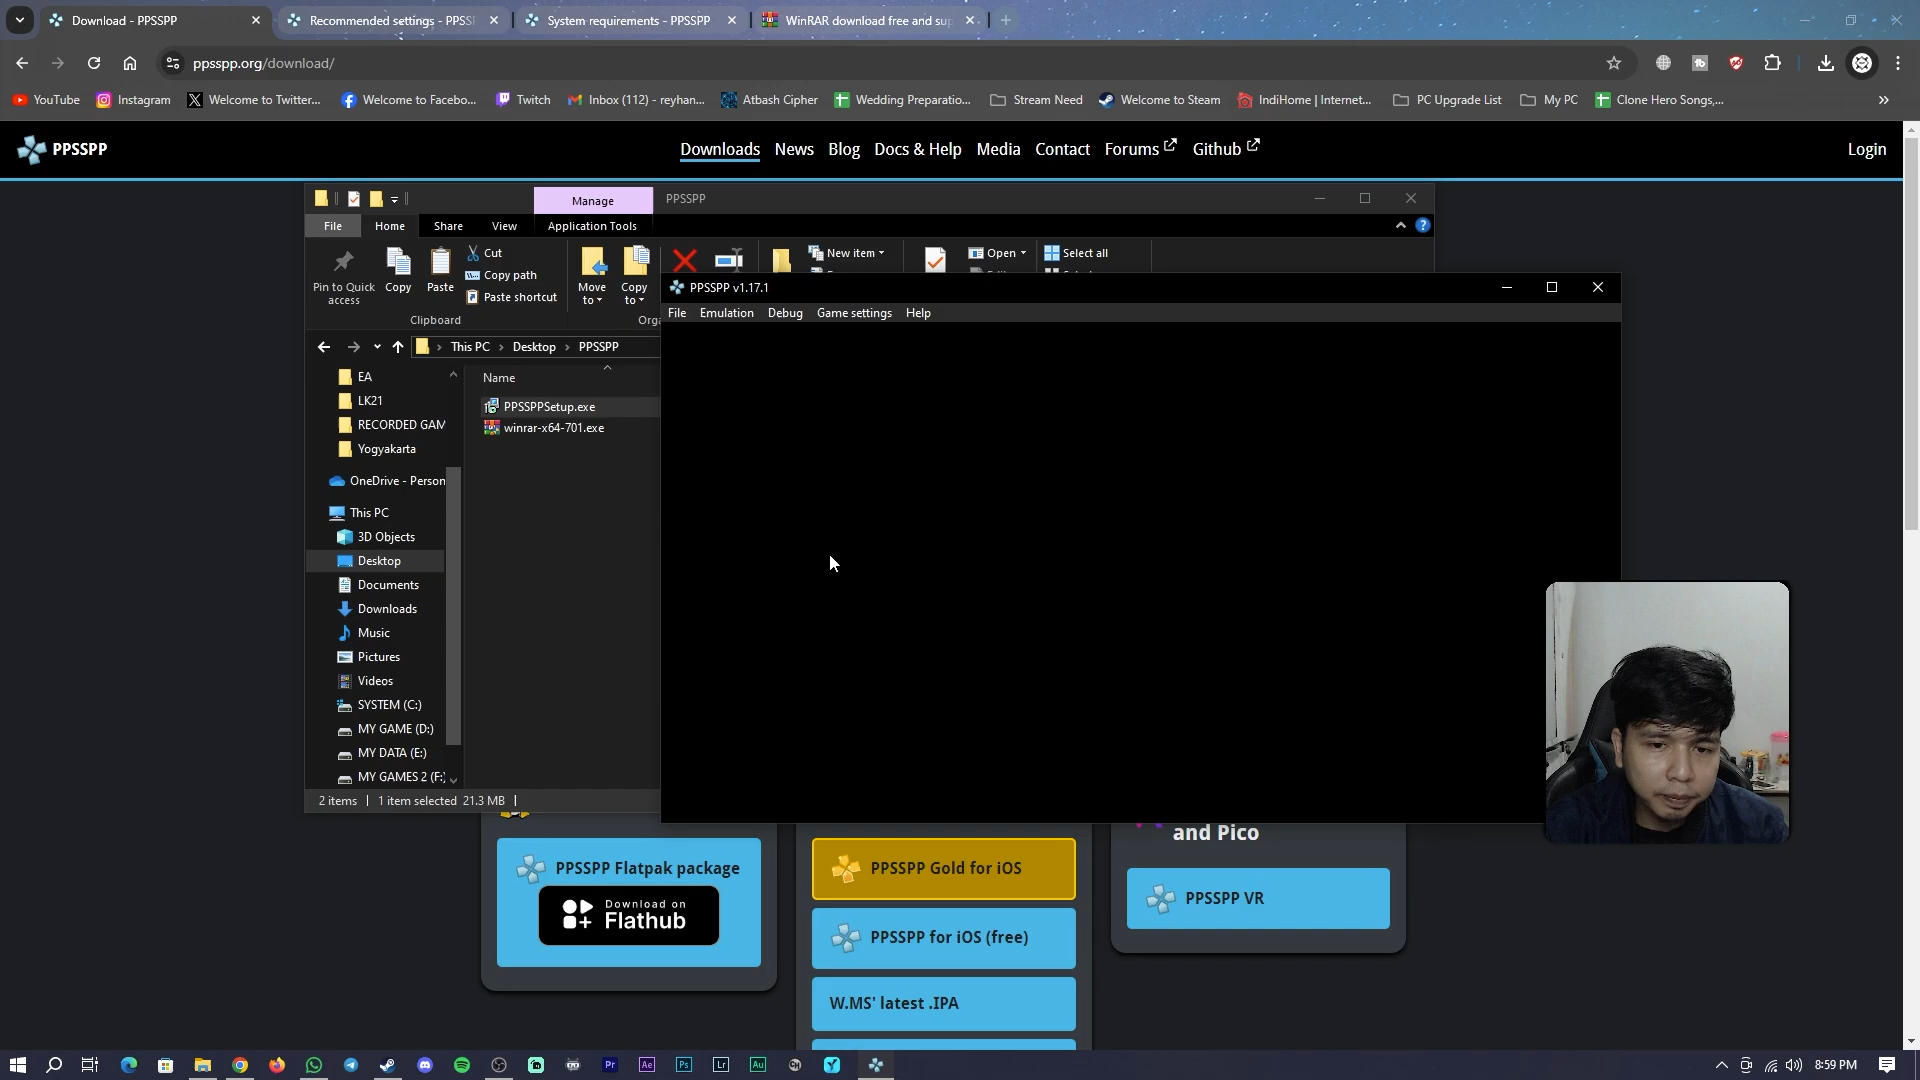 Download - PPSSPP
Recommended settings - PPSS
System requirements - PPSSPP
WinRAR download free and sup
ppsspp.org/download/
YouTube
Instagram
Welcome to Twitter...
Welcome to Facebo...
Twitch
Inbox (112) - reyhan...
Atbash Cipher
Wedding Preparatio...
Stream Need
Welcome to Steam
IndiHome | Internet...
PC Upgrade List
My PC
Clone Hero Songs,...
PPSSPP
Downloads
News
Blog
Docs & Help
Media
Contact
Forums
Github
Login
Manage
PPSSPP
File
Home
Share
View
Application Tools
Pin to Quick
access
Copy
Paste
Cut
Copy path
Paste shortcut
Clipboard
Move
to
Copy
to
Orga
New item
Open
Select all
This PC
Desktop
PPSSPP
EA
LK21
RECORDED GAM
Yogyakarta
OneDrive - Person
This PC
3D Objects
Desktop
Documents
Downloads
Music
Pictures
Videos
SYSTEM (C:)
MY GAME (D:)
MY DATA (E:)
MY GAMES 2 (F:)
Name
PPSSPPSetup.exe
winrar-x64-701.exe
2 items
1 item selected 21.3 MB
PPSSPP v1.17.1
File
Emulation
Debug
Game settings
Help
PPSSPP Flatpak package
Download on
Flathub
PPSSPP Gold for iOS
PPSSPP for iOS (free)
W.MS' latest .IPA
and Pico
PPSSPP VR
Pr
Ae
Ps
Lr
Au
8:59 PM